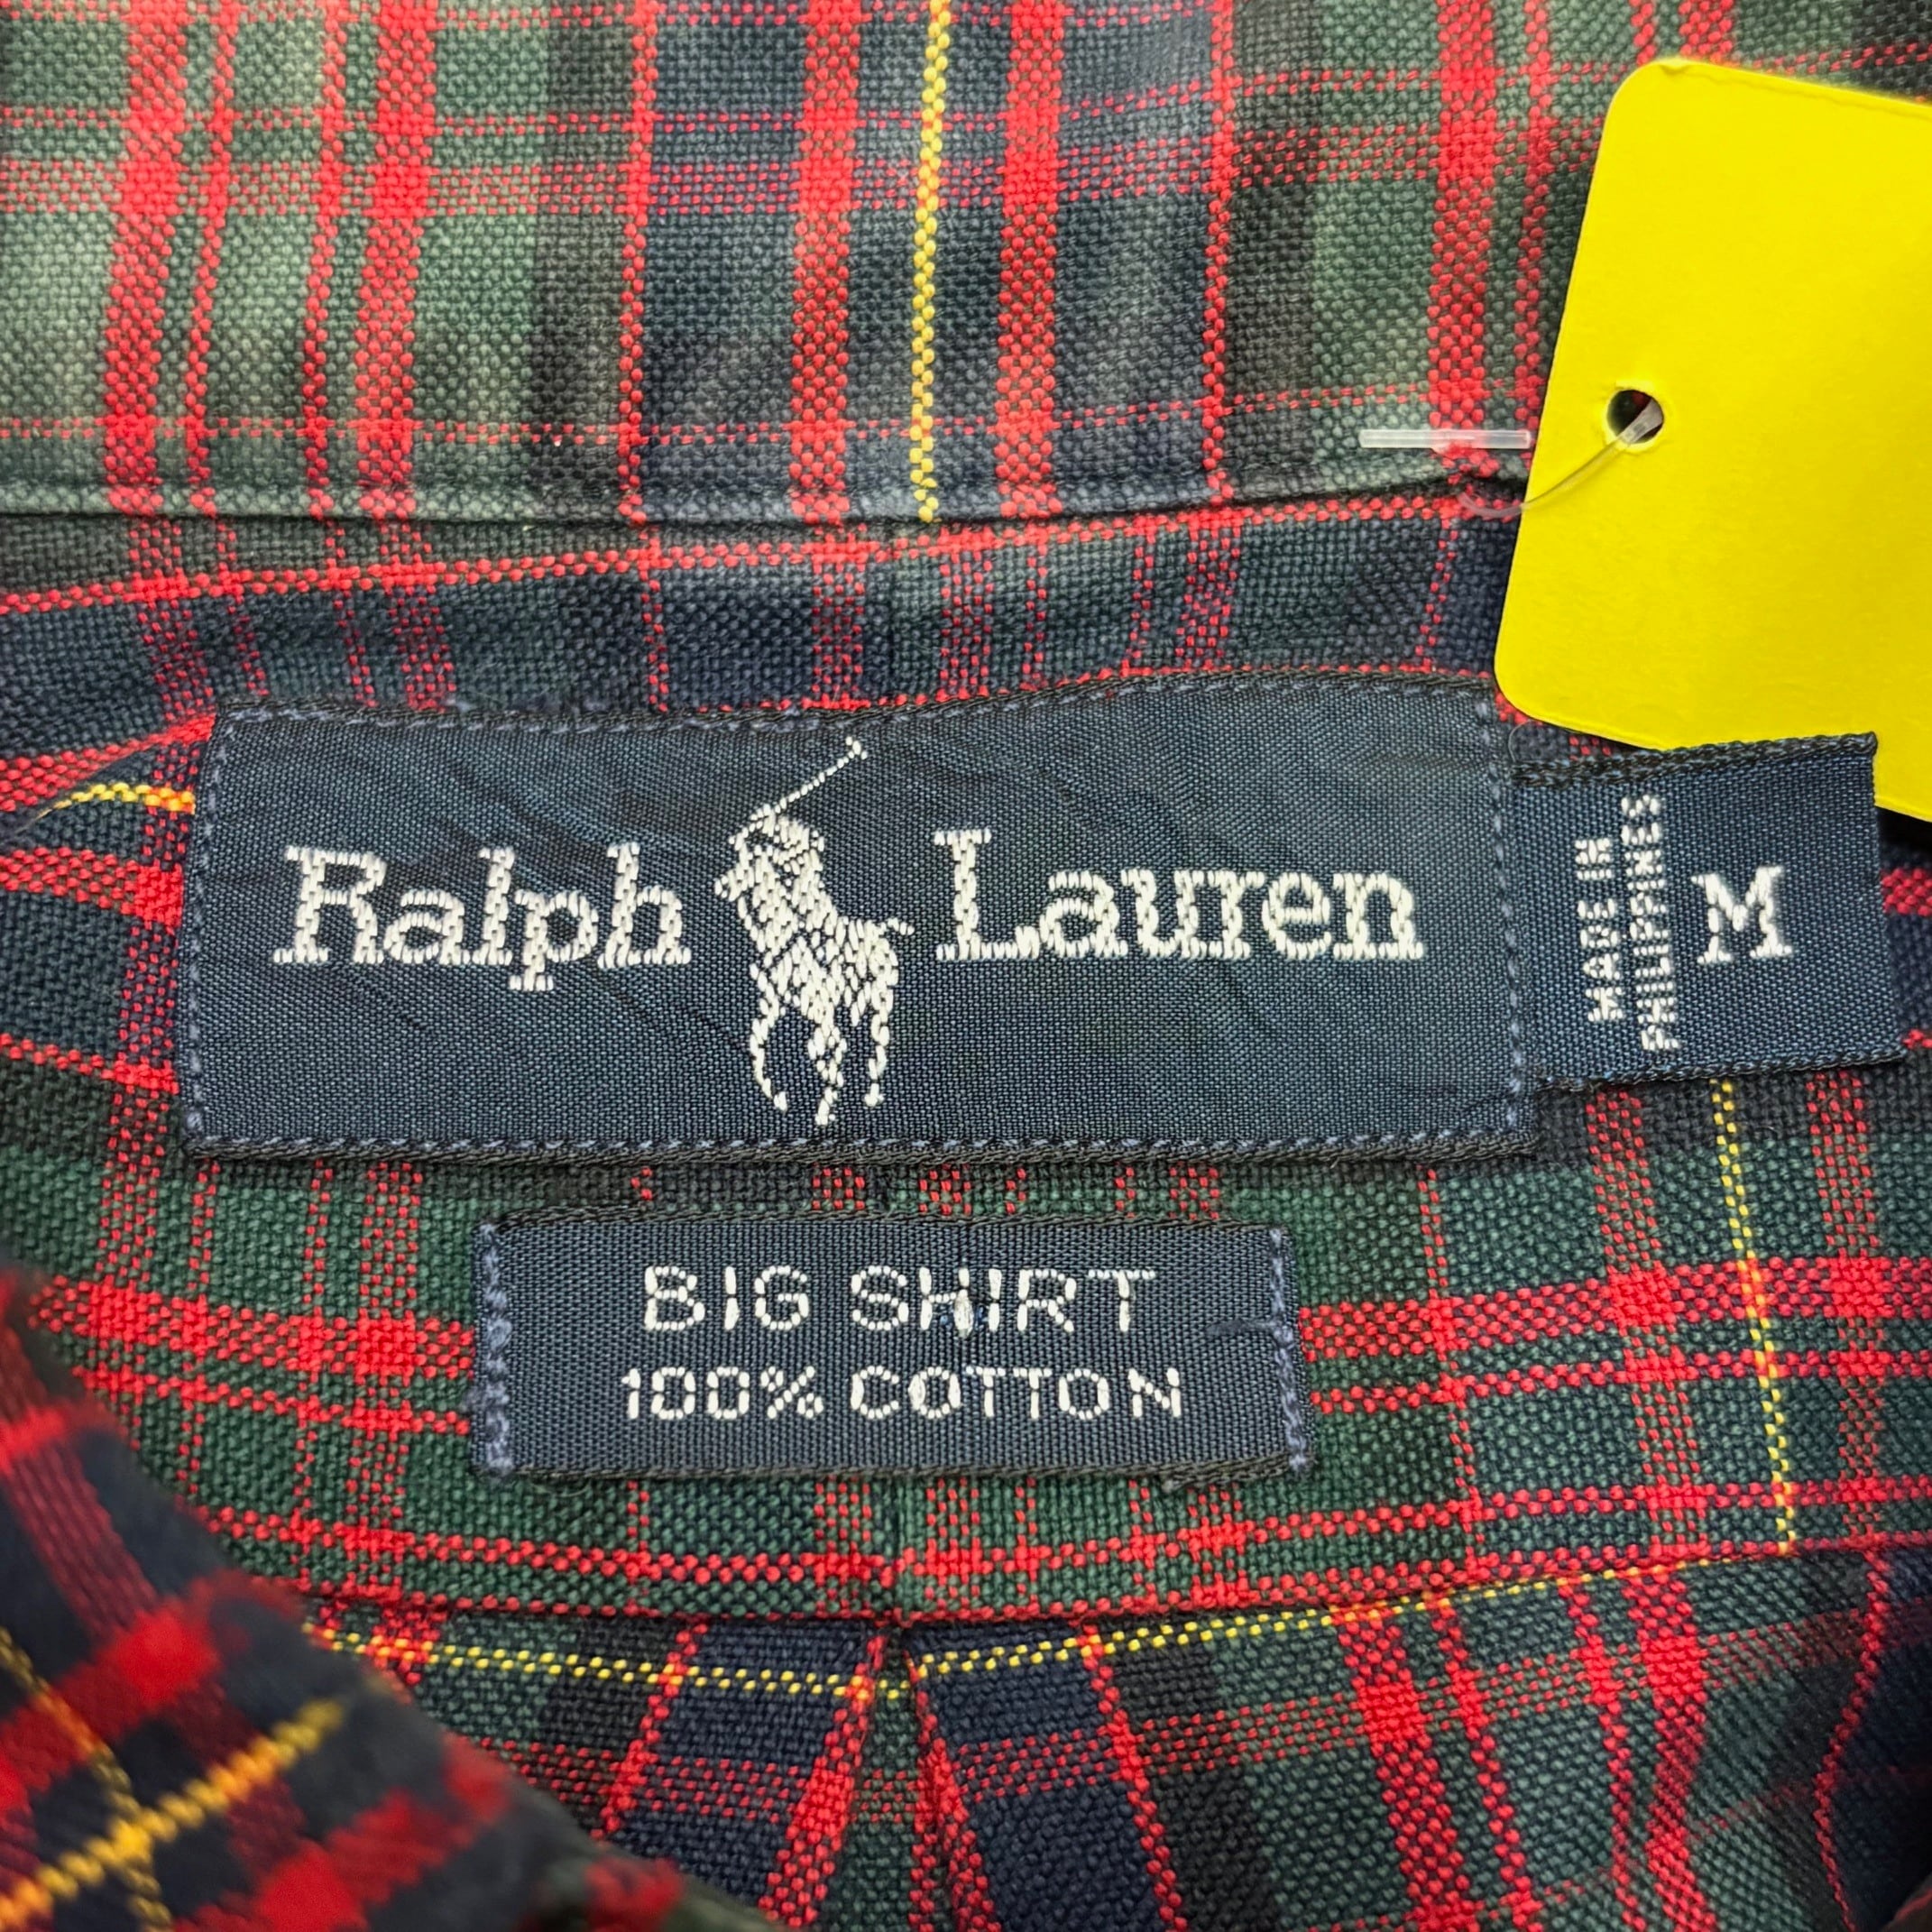 Ralph Lauren
MADE IN
PHILIPPINES
M
BIG SHIRT
100% COTTON